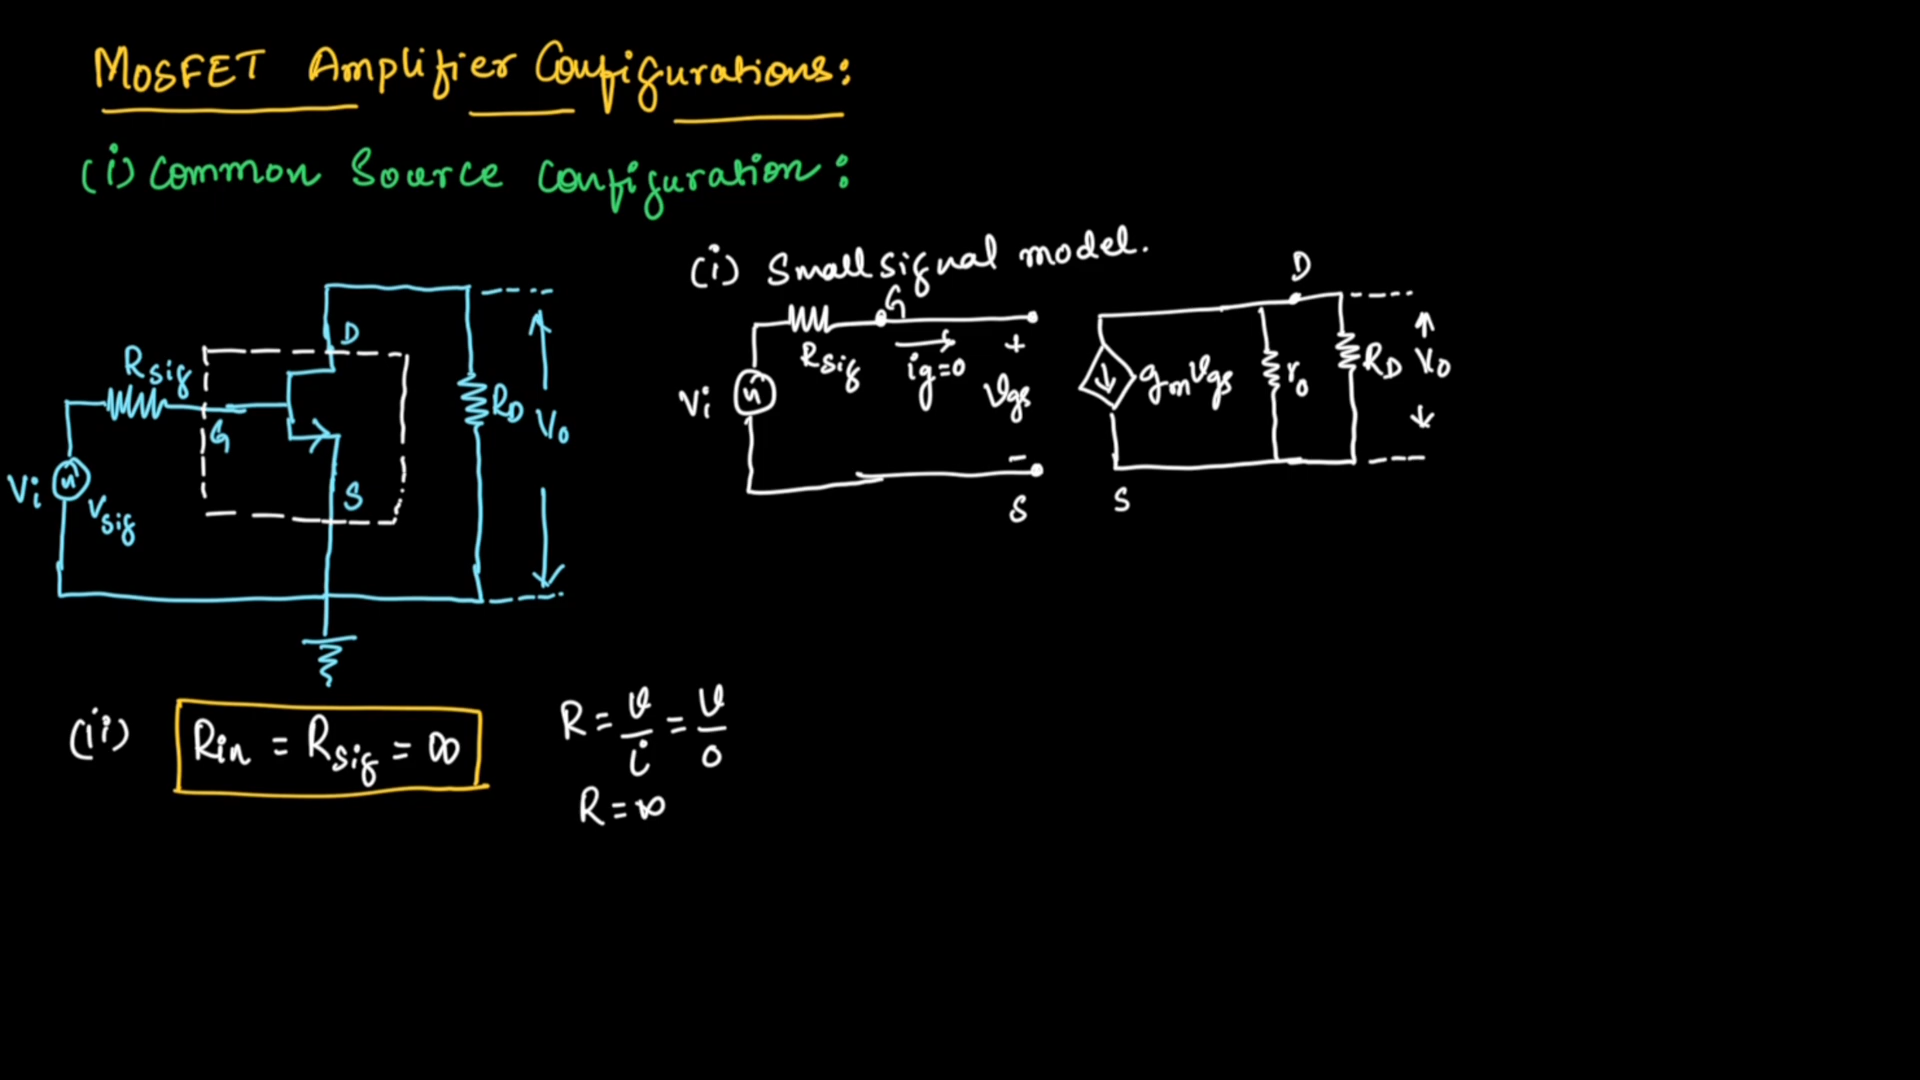 MOSFET Amplifier Configurations:
(i) Common Source Configuration:
(i) Small signal model.
D
Rsig
G
S
Vi
Vsig
RD
Vo
Vi
Rsig
G
ig=0
+
Vgs
-
S
gmVgs
ro
D
RD
Vo
S
(ii) Rin = Rsig = ∞
R = v/i = v/0
R = ∞